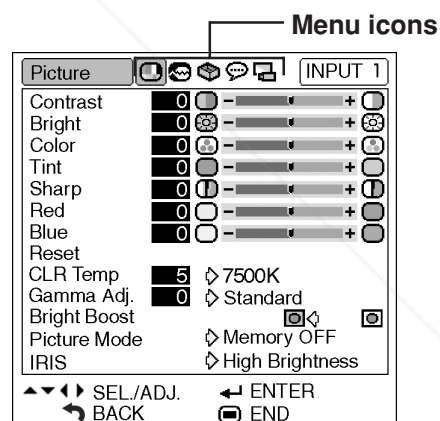 Menu icons
Picture INPUT 1
Contrast 0 - +
Bright 0 - +
Color 0 - +
Tint 0 - +
Sharp 0 - +
Red 0 - +
Blue 0 - +
Reset
CLR Temp 5 7500K
Gamma Adj. 0 Standard
Bright Boost
Picture Mode Memory OFF
IRIS High Brightness
SEL./ADJ. ENTER
BACK END